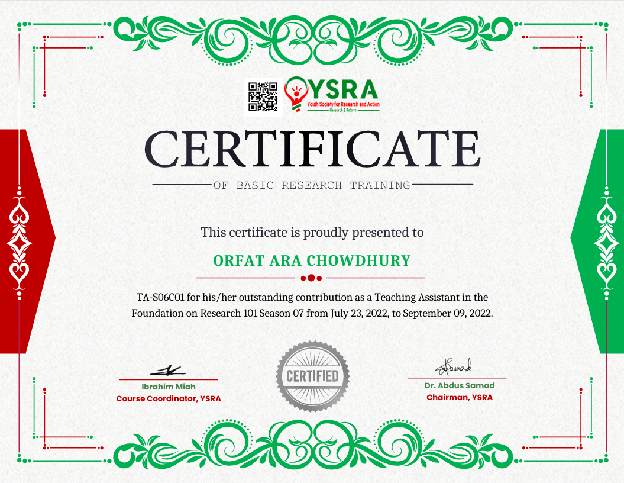 YSRA
Youth Society for Research and Action
CERTIFICATE
OF BASIC RESEARCH TRAINING
This certificate is proudly presented to
ORFAT ARA CHOWDHURY
TA-S06C01 for his/her outstanding contribution as a Teaching Assistant in the
Foundation on Research 101 Season 07 from July 23, 2022, to September 09, 2022.
CERTIFIED
Ibrahim Miah
Course Coordinator, YSRA
Dr. Abdus Samad
Chairman, YSRA